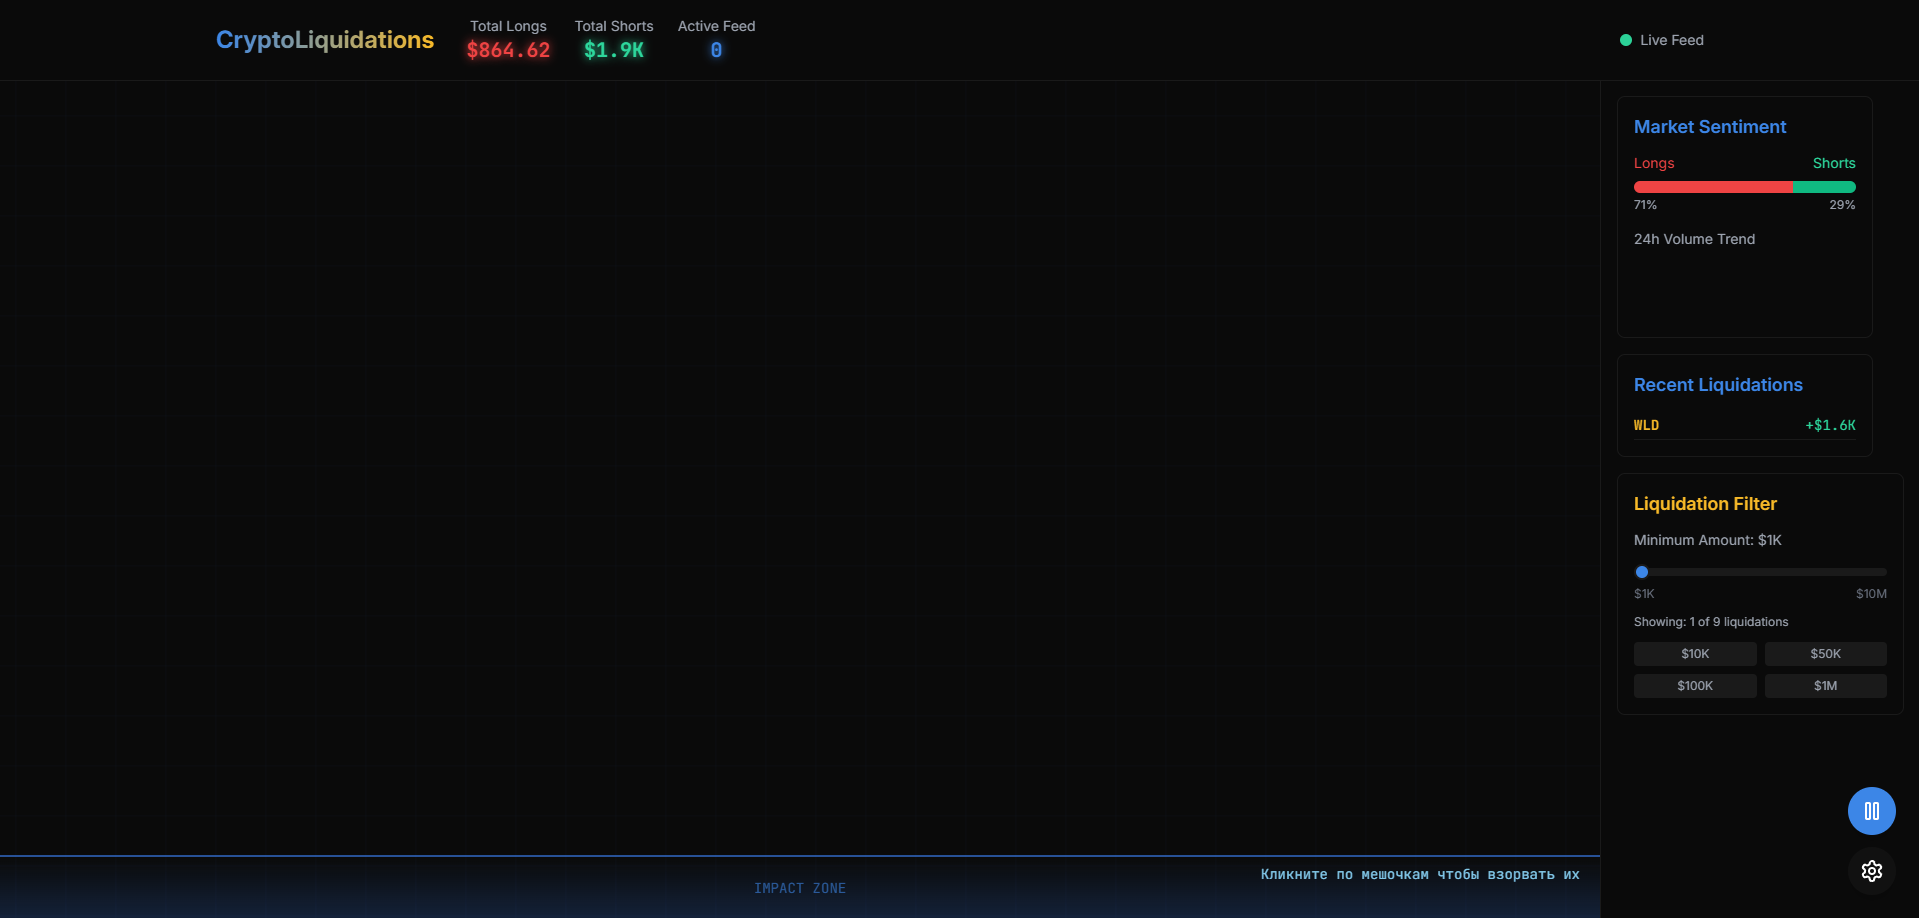 CryptoLiquidations
Total Longs
$864.62
Total Shorts
$1.9K
Active Feed
0
Live Feed
Market Sentiment
Longs Shorts
71% 29%
24h Volume Trend
Recent Liquidations
WLD +$1.6K
Liquidation Filter
Minimum Amount: $1K
$1K $10M
Showing: 1 of 9 liquidations
$10K $50K
$100K $1M
Кликните по мешочкам чтобы взорвать их
IMPACT ZONE